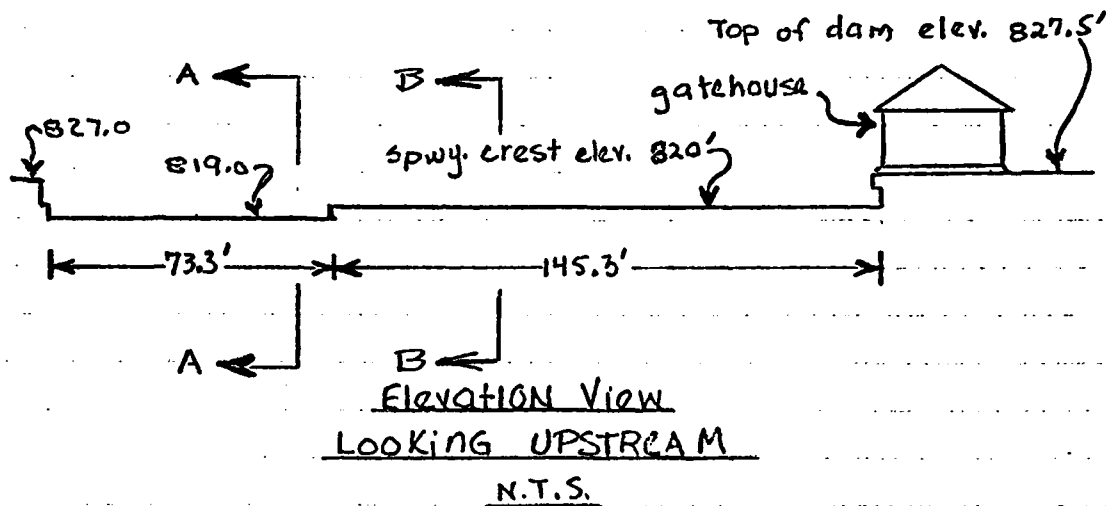 Top of dam elev. 827.5'
A
B
gatehouse
827.0
819.0
spwy. crest elev. 820'
73.3'
145.3'
A
B
Elevation View
Looking UPSTREAM
N.T.S.